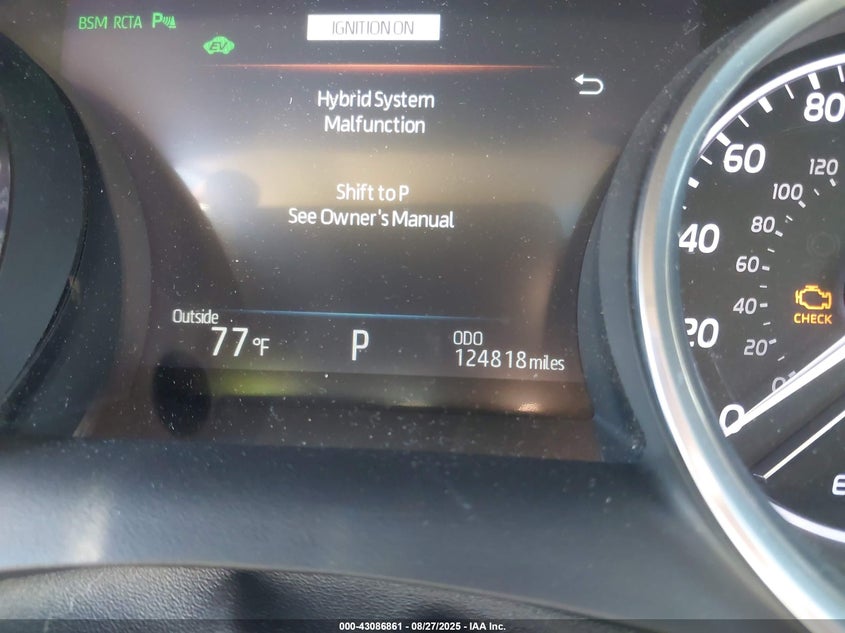 BSM RCTA P
EV
IGNITION ON
Hybrid System
Malfunction
Shift to P
See Owner's Manual
Outside
77°F
P
ODO
124818 miles
80
60
40
20
0
120
100
80
60
40
20
0
CHECK
E
000-43086861 - 08/27/2025 - IAA Inc.